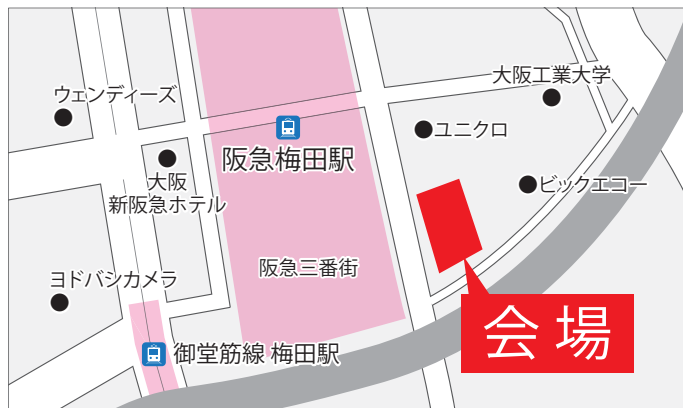 大阪工業大学
ウェンディーズ
ユニクロ
阪急梅田駅
大阪
新阪急ホテル
ビックエコー
阪急三番街
ヨドバシカメラ
会場
御堂筋線 梅田駅